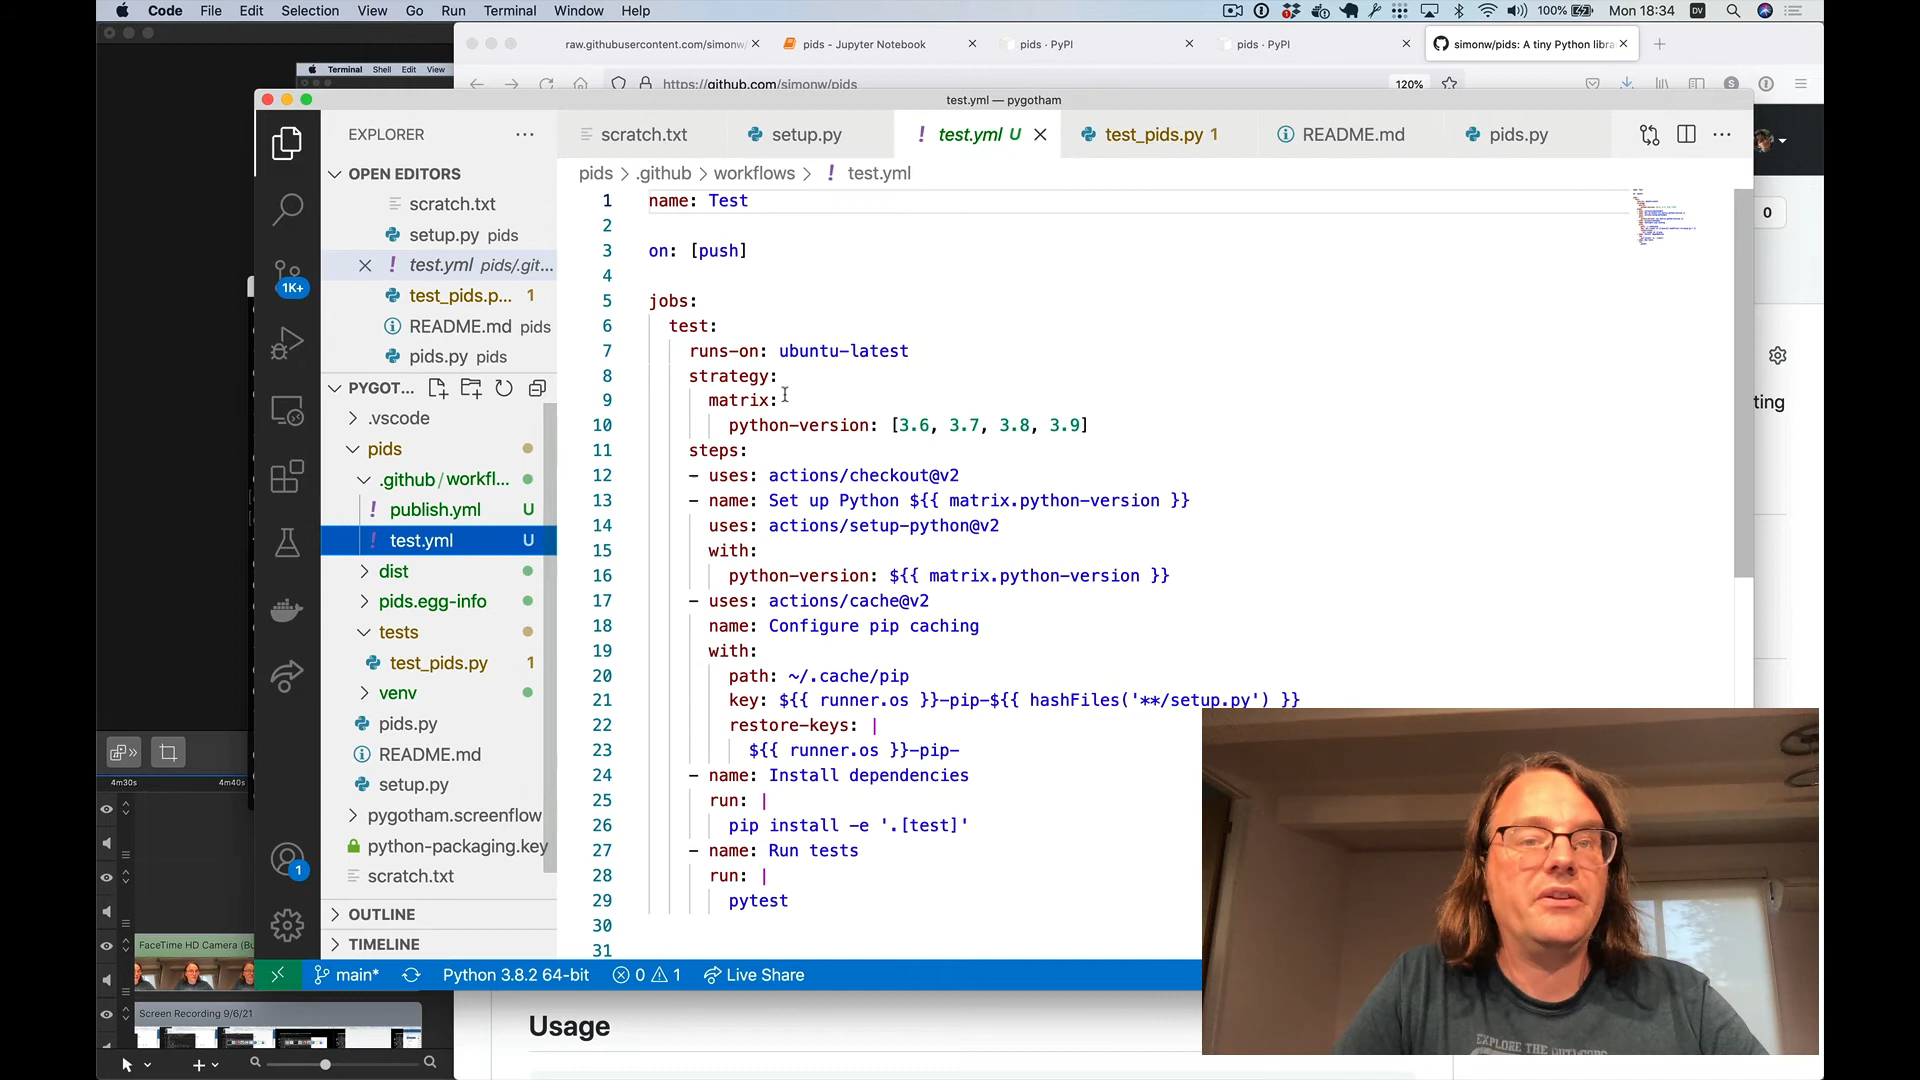 Code File Edit Selection View Go Run Terminal Window Help
100% Mon 18:34
Terminal Shell Edit View
raw.githubusercontent.com/simonw/
pids - Jupyter Notebook
pids · PyPI
pids · PyPI
simonw/pids: A tiny Python libra
https://github.com/simonw/pids
120%
test.yml — pygotham
EXPLORER
scratch.txt
setup.py
test.yml U
test_pids.py 1
README.md
pids.py
pids > .github > workflows > ! test.yml
OPEN EDITORS
scratch.txt
setup.py pids
test.yml pids/.git...
test_pids.p... 1
README.md pids
pids.py pids
PYGOT...
.vscode
pids
.github/workfl...
publish.yml U
test.yml U
dist
pids.egg-info
tests
test_pids.py 1
venv
pids.py
README.md
setup.py
pygotham.screenflow
python-packaging.key
scratch.txt
OUTLINE
TIMELINE
1K+
1
1 name: Test
2
3 on: [push]
4
5 jobs:
6 test:
7 runs-on: ubuntu-latest
8 strategy:
9 matrix:
10 python-version: [3.6, 3.7, 3.8, 3.9]
11 steps:
12 - uses: actions/checkout@v2
13 - name: Set up Python ${{ matrix.python-version }}
14 uses: actions/setup-python@v2
15 with:
16 python-version: ${{ matrix.python-version }}
17 - uses: actions/cache@v2
18 name: Configure pip caching
19 with:
20 path: ~/.cache/pip
21 key: ${{ runner.os }}-pip-${{ hashFiles('**/setup.py') }}
22 restore-keys: |
23 ${{ runner.os }}-pip-
24 - name: Install dependencies
25 run: |
26 pip install -e '.[test]'
27 - name: Run tests
28 run: |
29 pytest
30
31
main* Python 3.8.2 64-bit 0 1 Live Share
0
ting
4m30s 4m40s
FaceTime HD Camera (Bu
Screen Recording 9/6/21
Usage
EXPLORE THE OUTDOORS